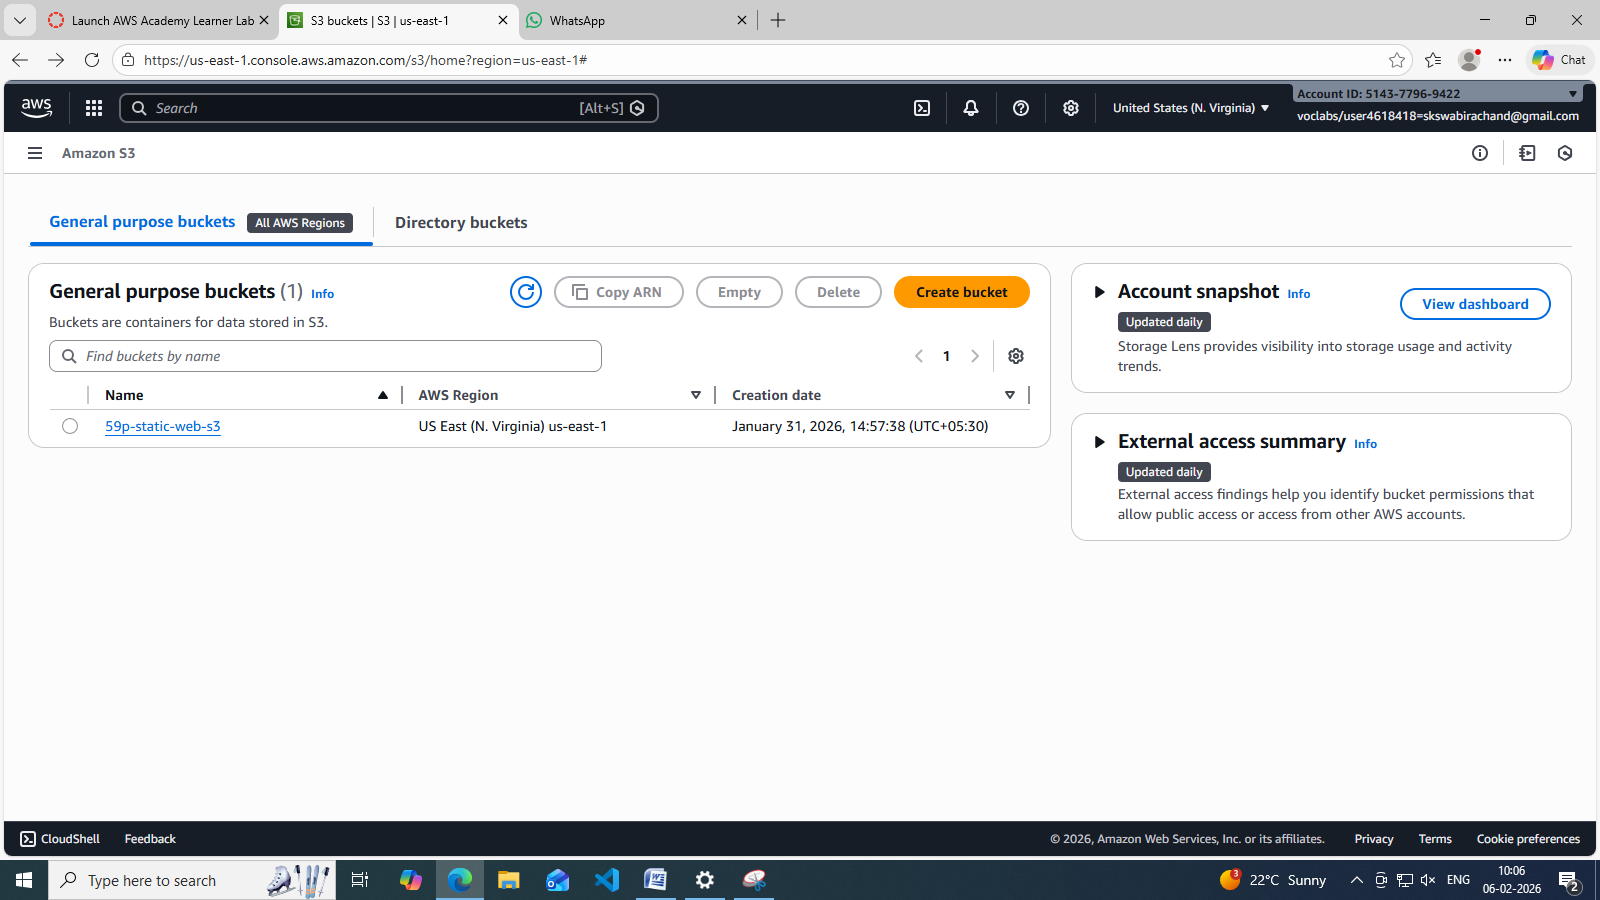 Launch AWS Academy Learner Lab
S3 buckets | S3 | us-east-1
WhatsApp
https://us-east-1.console.aws.amazon.com/s3/home?region=us-east-1#
Chat
aws
Search
[Alt+S]
United States (N. Virginia)
Account ID: 5143-7796-9422
voclabs/user4618418=skswabirachand@gmail.com
Amazon S3
General purpose buckets
All AWS Regions
Directory buckets
General purpose buckets (1) Info
Copy ARN
Empty
Delete
Create bucket
Buckets are containers for data stored in S3.
Find buckets by name
1
Name
AWS Region
Creation date
59p-static-web-s3
US East (N. Virginia) us-east-1
January 31, 2026, 14:57:38 (UTC+05:30)
Account snapshot Info
View dashboard
Updated daily
Storage Lens provides visibility into storage usage and activity
trends.
External access summary Info
Updated daily
External access findings help you identify bucket permissions that
allow public access or access from other AWS accounts.
CloudShell
Feedback
© 2026, Amazon Web Services, Inc. or its affiliates.
Privacy
Terms
Cookie preferences
Type here to search
3
22°C Sunny
ENG
10:06
06-02-2026
2